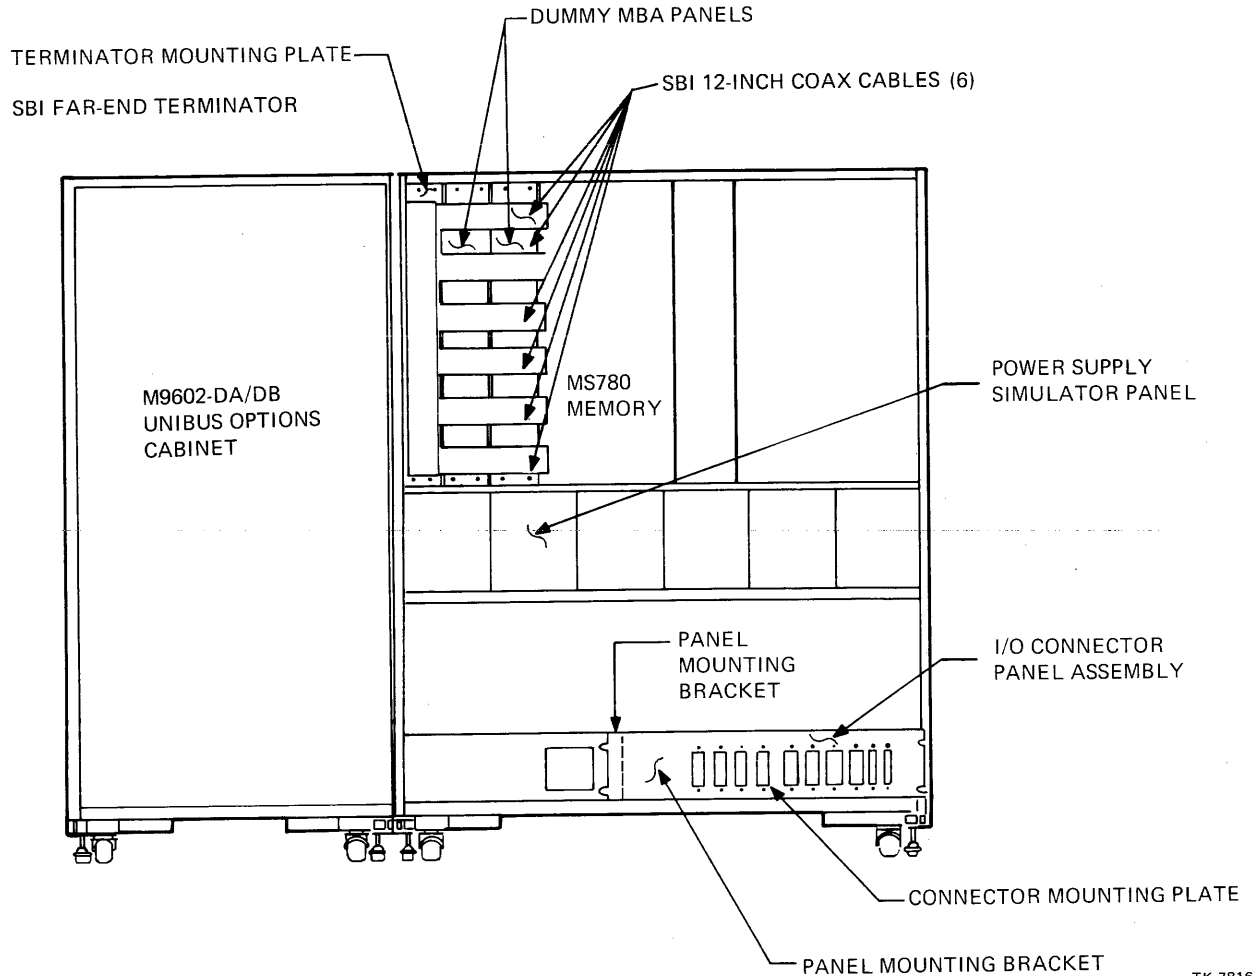 DUMMY MBA PANELS
TERMINATOR MOUNTING PLATE
SBI FAR-END TERMINATOR
SBI 12-INCH COAX CABLES (6)
M9602-DA/DB
UNIBUS OPTIONS
CABINET
MS780
MEMORY
POWER SUPPLY
SIMULATOR PANEL
PANEL
MOUNTING
BRACKET
I/O CONNECTOR
PANEL ASSEMBLY
CONNECTOR MOUNTING PLATE
PANEL MOUNTING BRACKET